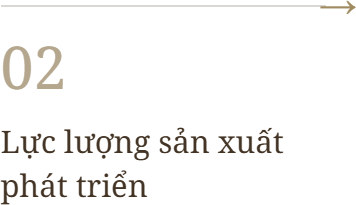 02
Lực lượng sản xuất
phát triển